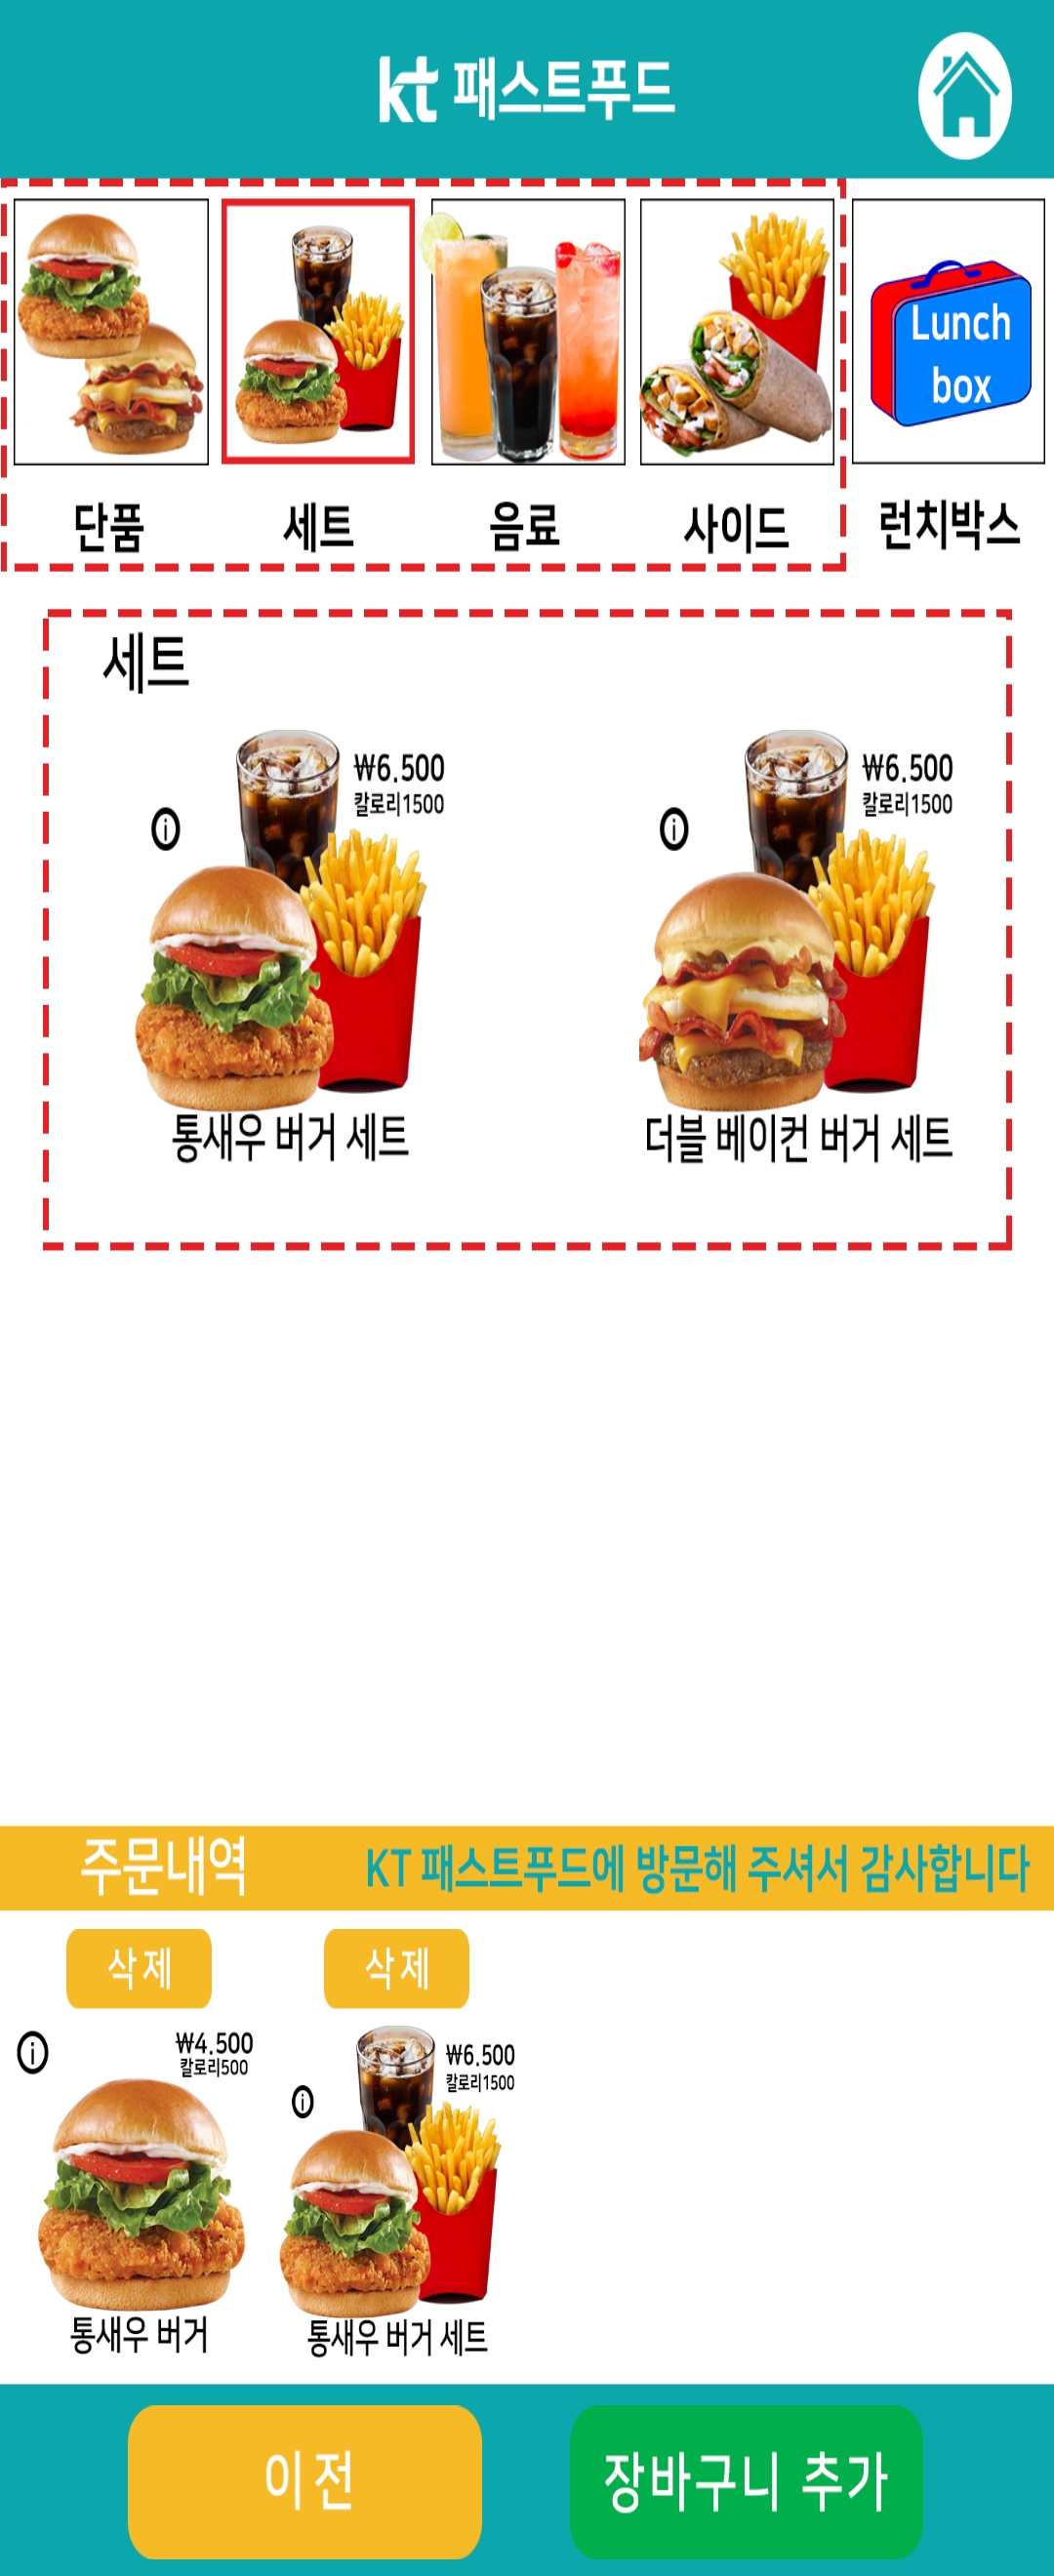 kt 패스트푸드
Lunch
box
단품 세트 음료 사이드 런치박스
세트
₩6.500
칼로리1500
통새우 버거 세트
₩6.500
칼로리1500
더블 베이컨 버거 세트
주문내역 KT 패스트푸드에 방문해 주셔서 감사합니다
삭제 삭제
₩4.500
칼로리500
통새우 버거
₩6.500
칼로리1500
통새우 버거 세트
이전 장바구니 추가